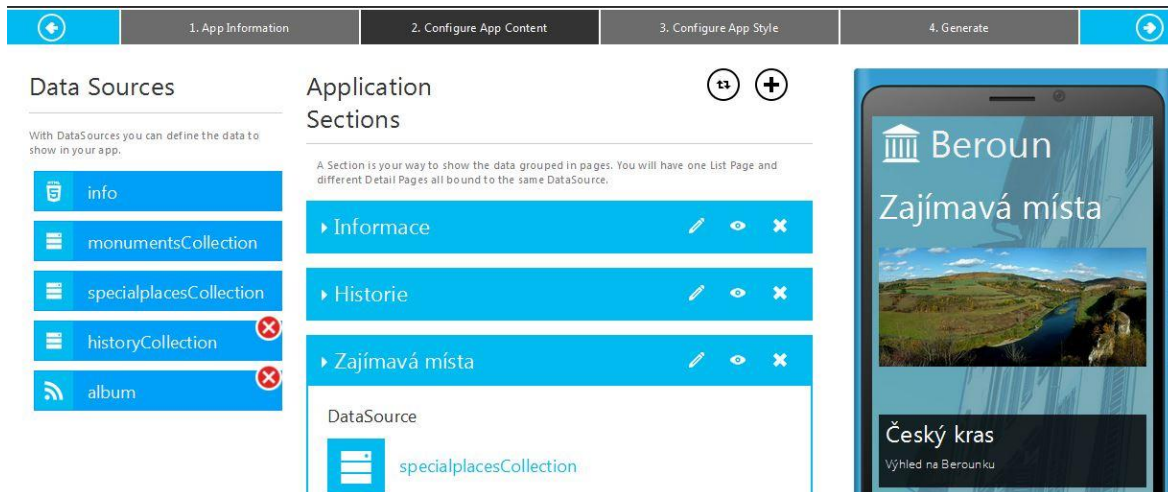 1. App Information
2. Configure App Content
3. Configure App Style
4. Generate
Data Sources
With DataSources you can define the data to
show in your app.
info
monumentsCollection
specialplacesCollection
historyCollection
album
Application
Sections
A Section is your way to show the data grouped in pages. You will have one List Page and
different Detail Pages all bound to the same DataSource.
Informace
Historie
Zajímavá místa
DataSource
specialplacesCollection
Beroun
Zajímavá místa
Český kras
Výhled na Berounku